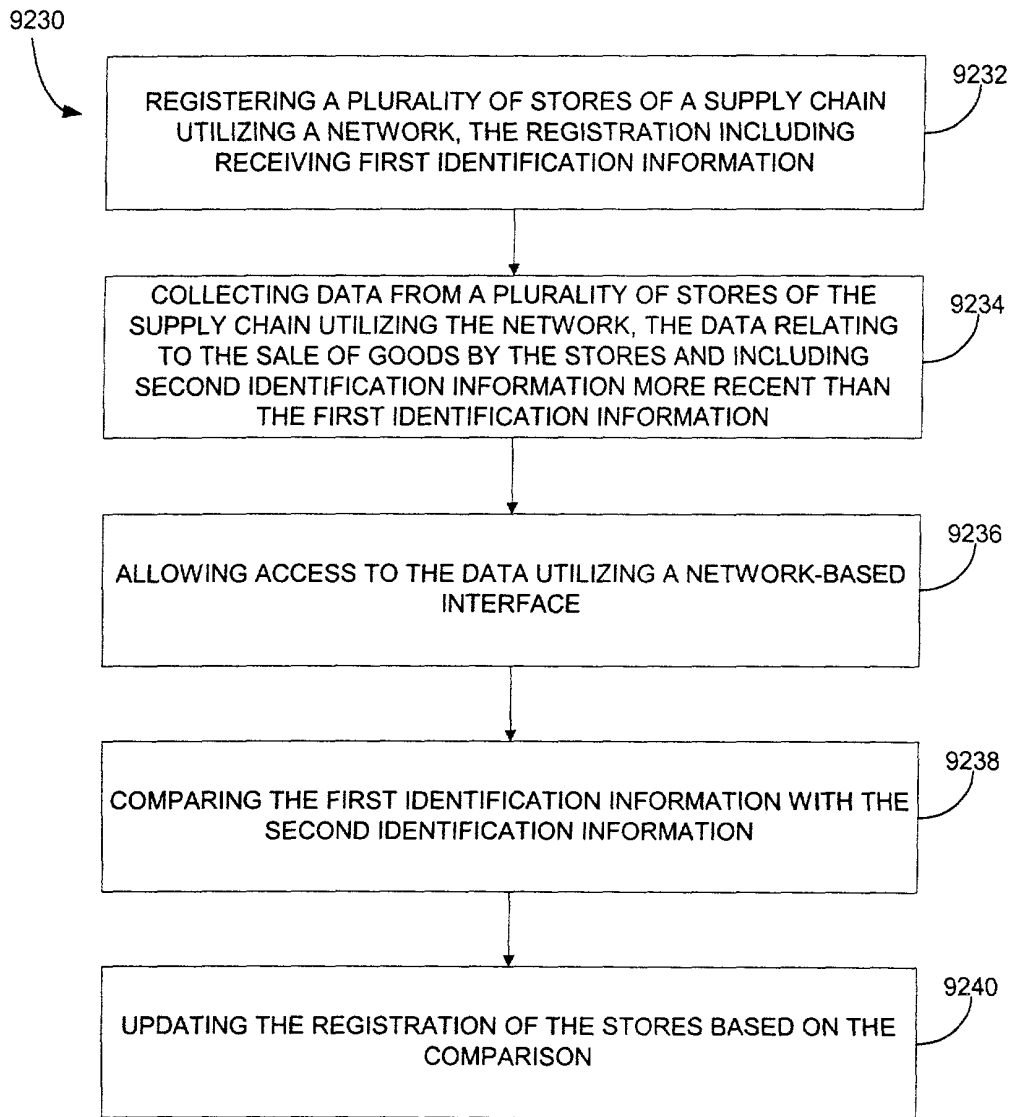 9230
9232
REGISTERING A PLURALITY OF STORES OF A SUPPLY CHAIN
UTILIZING A NETWORK, THE REGISTRATION INCLUDING
RECEIVING FIRST IDENTIFICATION INFORMATION
9234
COLLECTING DATA FROM A PLURALITY OF STORES OF THE
SUPPLY CHAIN UTILIZING THE NETWORK, THE DATA RELATING
TO THE SALE OF GOODS BY THE STORES AND INCLUDING
SECOND IDENTIFICATION INFORMATION MORE RECENT THAN
THE FIRST IDENTIFICATION INFORMATION
9236
ALLOWING ACCESS TO THE DATA UTILIZING A NETWORK-BASED
INTERFACE
9238
COMPARING THE FIRST IDENTIFICATION INFORMATION WITH THE
SECOND IDENTIFICATION INFORMATION
9240
UPDATING THE REGISTRATION OF THE STORES BASED ON THE
COMPARISON